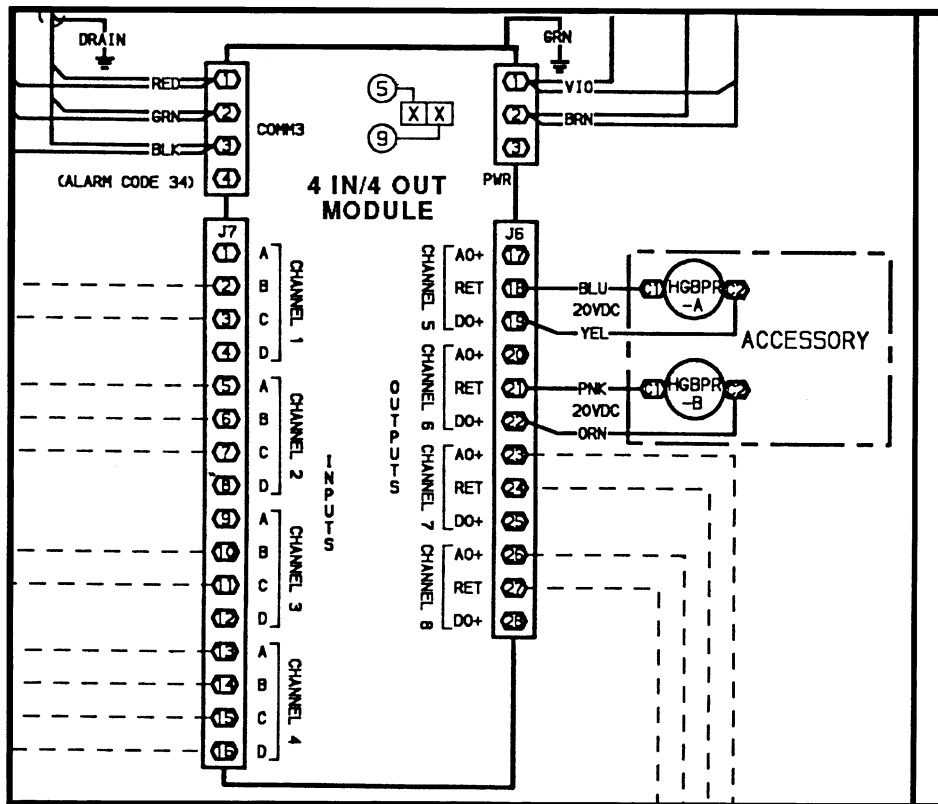 DRAIN
GRN
1
RED
2
GRN
3
BLK
4
COMM3
(ALARM CODE 34)
5
X X
9
4 IN/4 OUT
MODULE
1
VIO
2
BRN
3
PWR
J7
1 A
2 B
3 C
4 D
CHANNEL 1
5 A
6 B
7 C
8 D
CHANNEL 2
9 A
10 B
11 C
12 D
CHANNEL 3
13 A
14 B
15 C
16 D
CHANNEL 4
INPUTS
OUTPUTS
J6
CHANNEL 5
AO+ 17
RET 18
DO+ 19
CHANNEL 6
AO+ 20
RET 21
DO+ 22
CHANNEL 7
AO+ 23
RET 24
DO+ 25
CHANNEL 8
AO+ 26
RET 27
DO+ 28
BLU
20VDC
YEL
C1 HGBPR C2
-A
PNK
20VDC
ORN
C1 HGBPR C2
-B
ACCESSORY